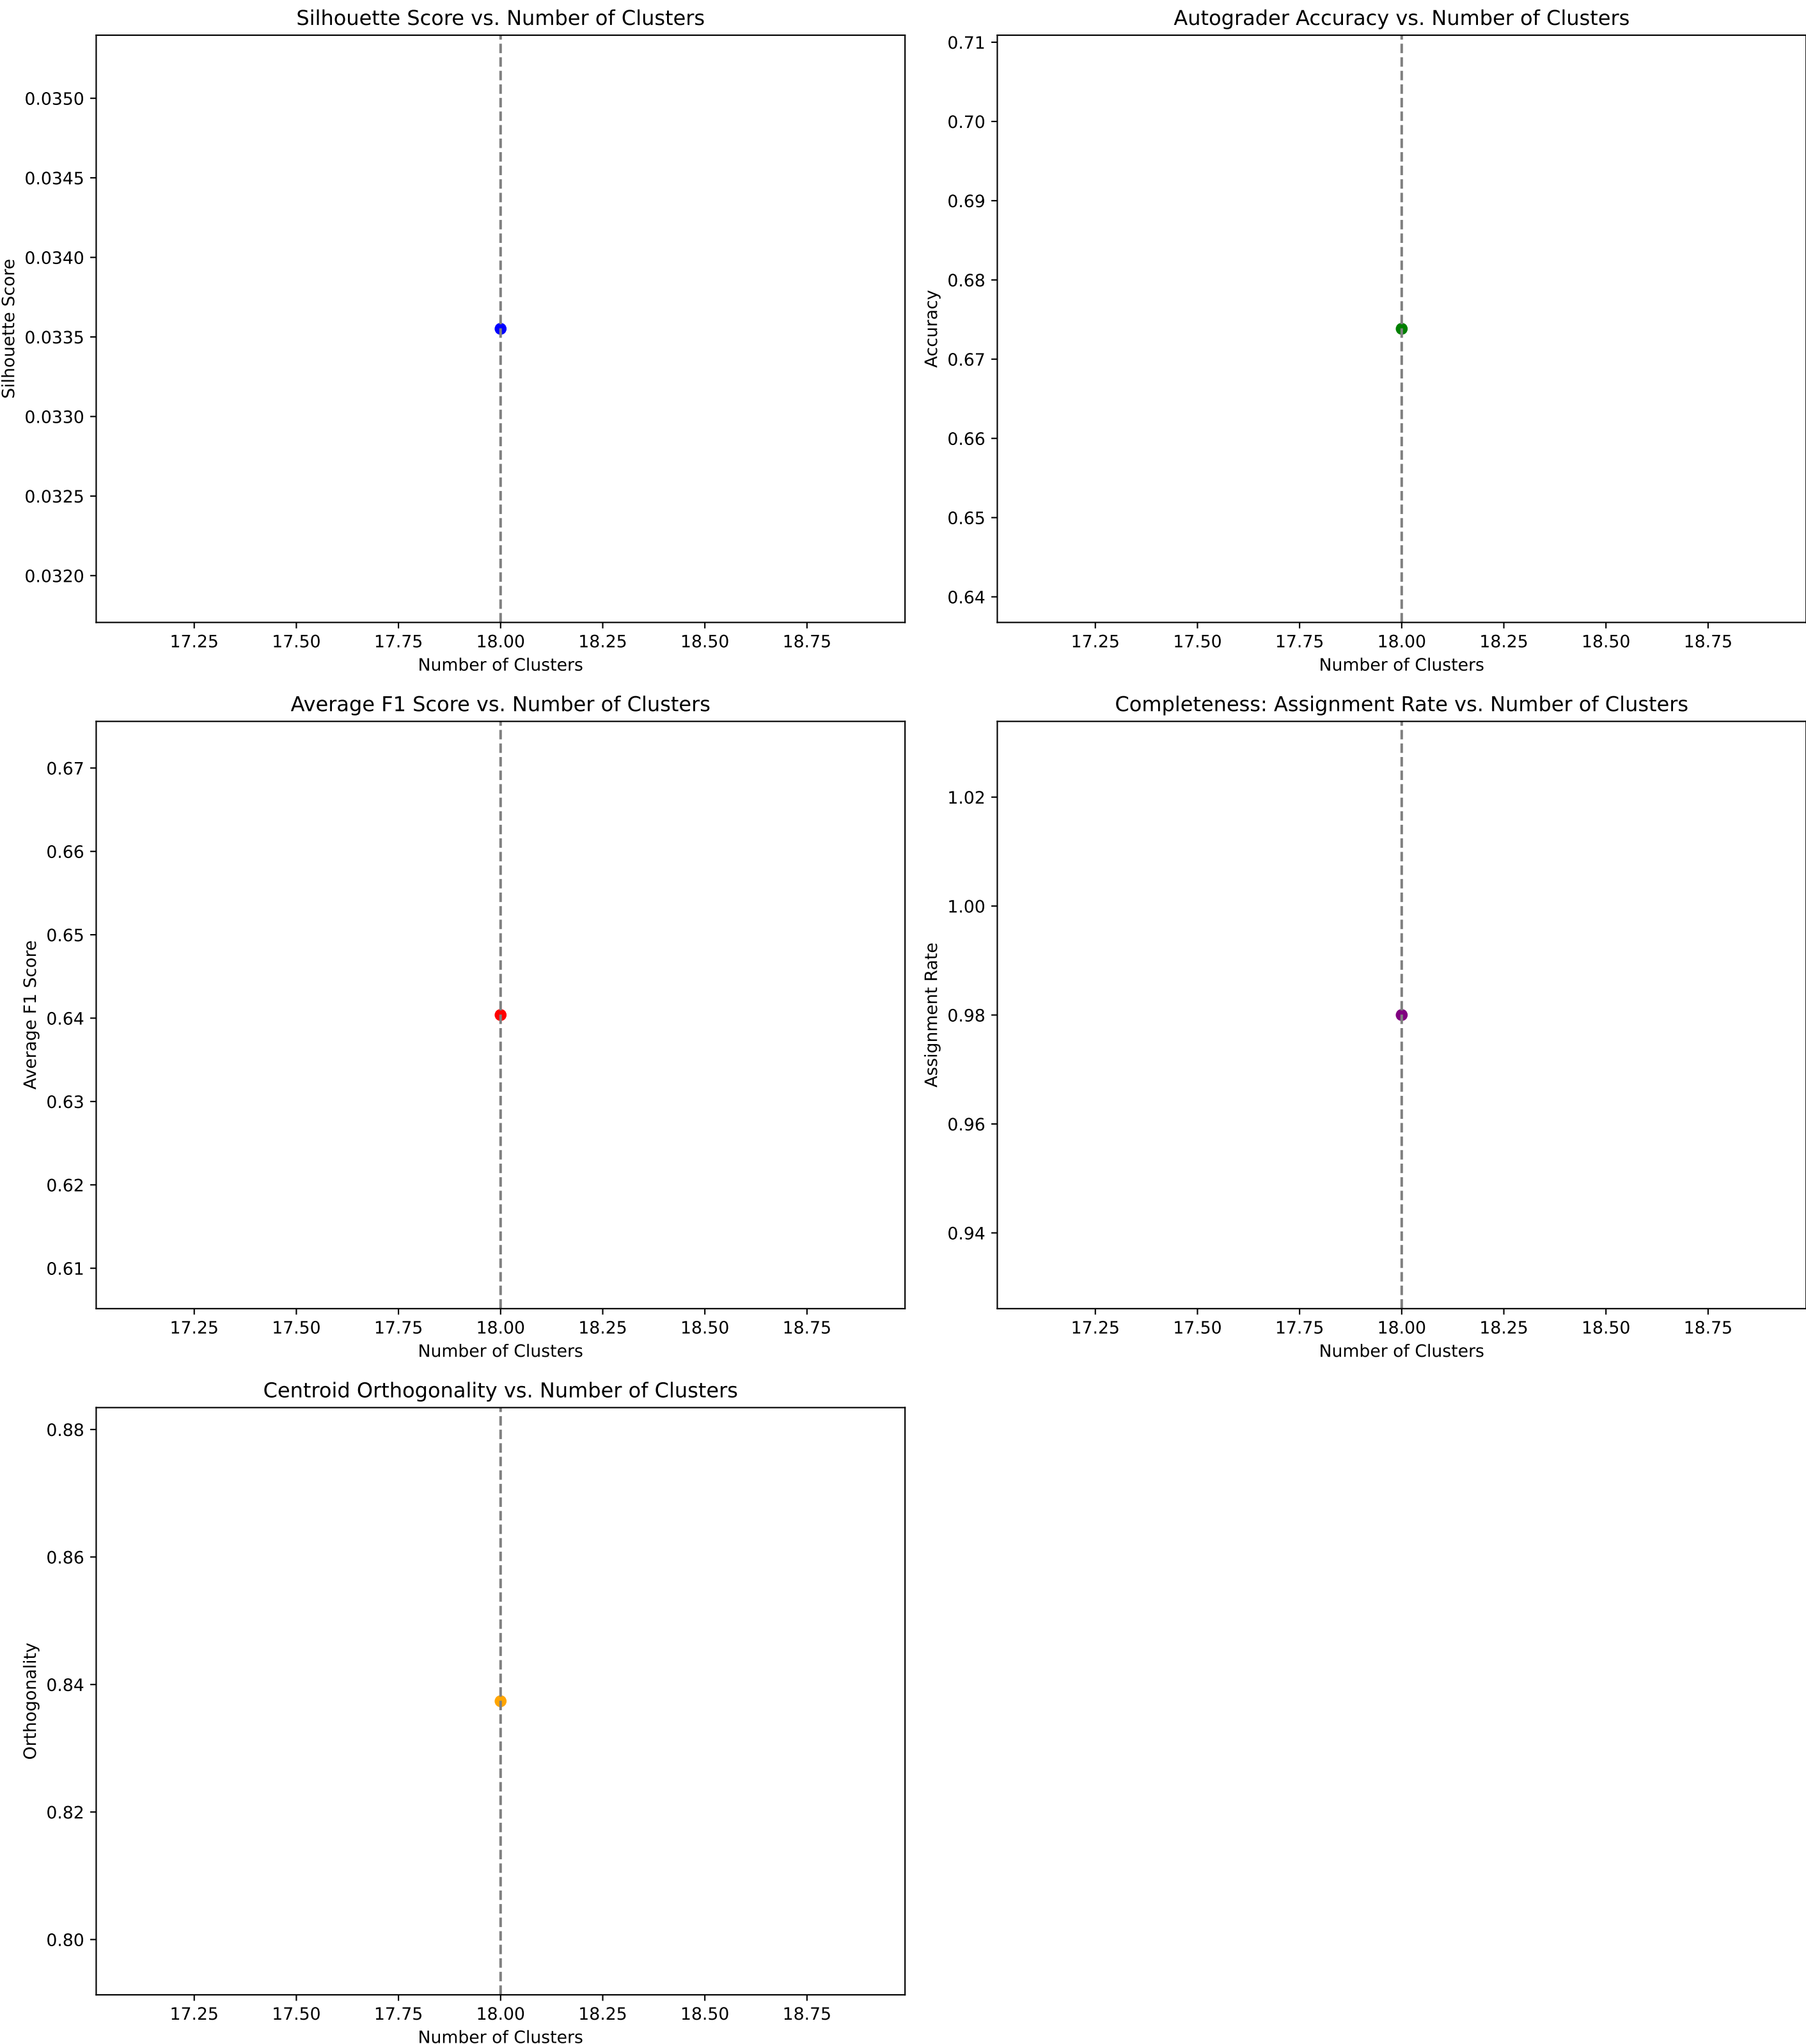 Silhouette Score vs. Number of Clusters
0.0350
0.0345
0.0340
0.0335
0.0330
0.0325
0.0320
Silhouette Score
17.25 17.50 17.75 18.00 18.25 18.50 18.75
Number of Clusters
Autograder Accuracy vs. Number of Clusters
0.71
0.70
0.69
0.68
0.67
0.66
0.65
0.64
Accuracy
17.25 17.50 17.75 18.00 18.25 18.50 18.75
Number of Clusters
Average F1 Score vs. Number of Clusters
0.67
0.66
0.65
0.64
0.63
0.62
0.61
Average F1 Score
17.25 17.50 17.75 18.00 18.25 18.50 18.75
Number of Clusters
Completeness: Assignment Rate vs. Number of Clusters
1.02
1.00
0.98
0.96
0.94
Assignment Rate
17.25 17.50 17.75 18.00 18.25 18.50 18.75
Number of Clusters
Centroid Orthogonality vs. Number of Clusters
0.88
0.86
0.84
0.82
0.80
Orthogonality
17.25 17.50 17.75 18.00 18.25 18.50 18.75
Number of Clusters